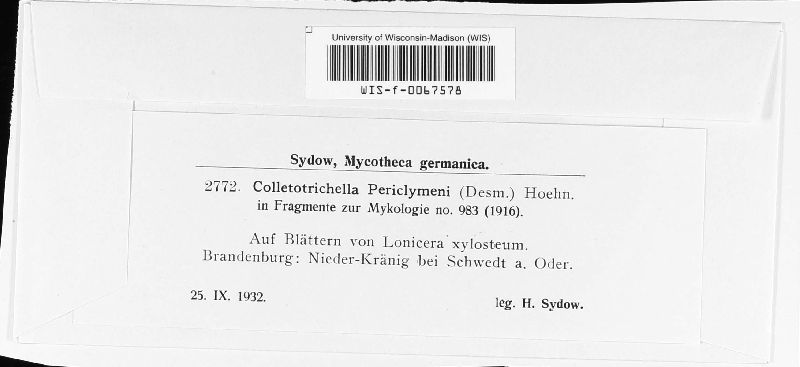 University of Wisconsin-Madison (WIS)
WIS-f-0067578
Sydow, Mycotheca germanica.
2772. Colletotrichella Periclymeni (Desm.) Hoehn.
in Fragmente zur Mykologie no. 983 (1916).
Auf Blättern von Lonicera xylosteum.
Brandenburg: Nieder-Kränig bei Schwedt a. Oder.
25. IX. 1932. leg. H. Sydow.